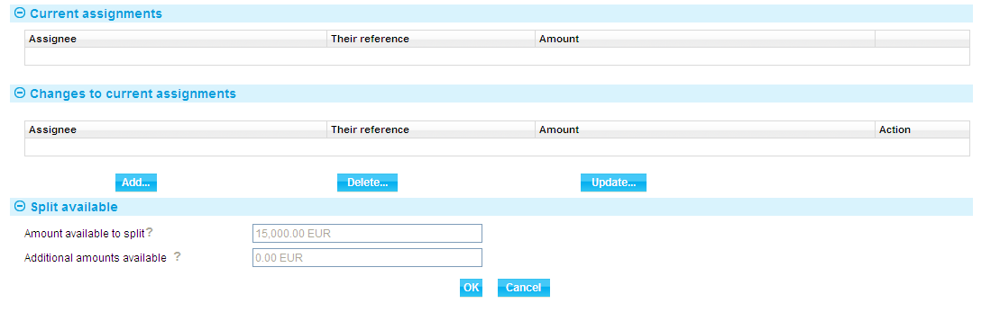 Current assignments
Assignee Their reference Amount
Changes to current assignments
Assignee Their reference Amount Action
Add... Delete... Update...
Split available
Amount available to split? 15,000.00 EUR
Additional amounts available ? 0.00 EUR
OK Cancel